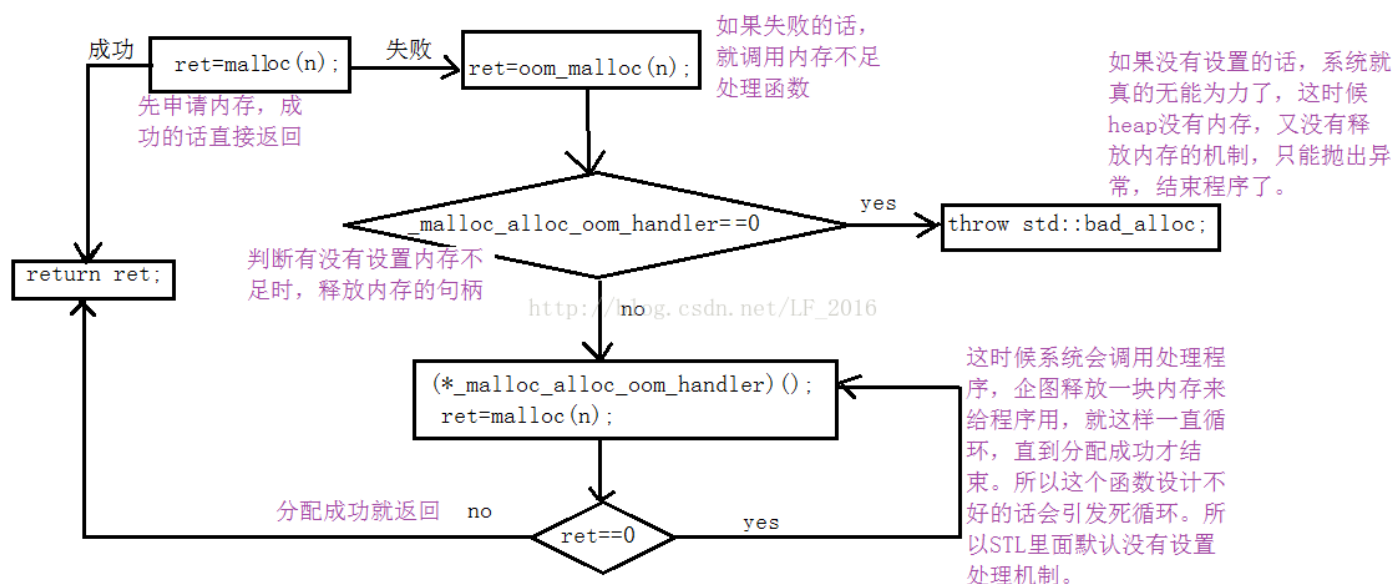 成功
ret=malloc(n);
失败
ret=oom_malloc(n);
如果失败的话，
就调用内存不足
处理函数
先申请内存，成
功的话直接返回
如果没有设置的话，系统就
真的无能为力了，这时候
heap没有内存，又没有释
放内存的机制，只能抛出异
常，结束程序了。
_malloc_alloc_oom_handler==0
yes
throw std::bad_alloc;
return ret;
判断有没有设置内存不
足时，释放内存的句柄
http://blog.csdn.net/LF_2016
no
(*_malloc_alloc_oom_handler)();
ret=malloc(n);
这时候系统会调用处理程
序，企图释放一块内存来
给程序用，就这样一直循
环，直到分配成功才结
束。所以这个函数设计不
好的话会引发死循环。所
以STL里面默认没有设置
处理机制。
分配成功就返回
no
ret==0
yes